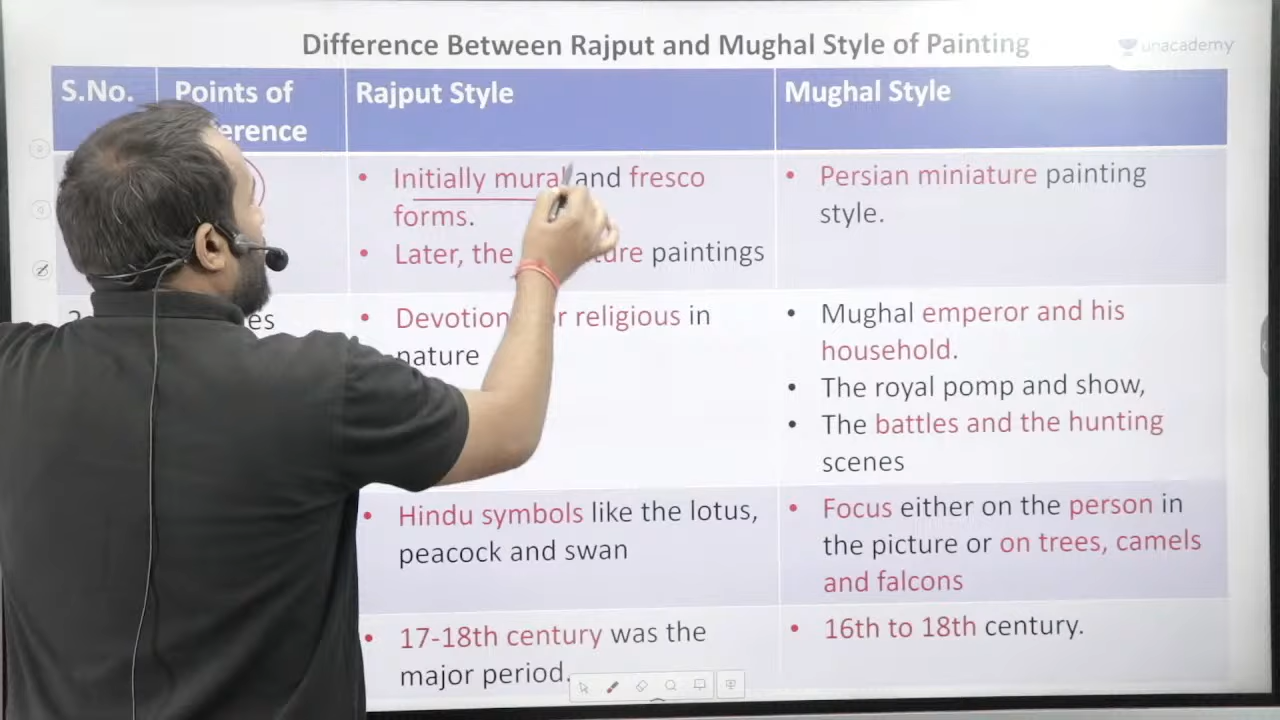 Difference Between Rajput and Mughal Style of Painting
unacademy
S.No.
Points of
Rajput Style
Mughal Style
Initially mural and fresco
forms.
Later, the paintings
Persian miniature painting
style.
Devotion religious in
nature
Mughal emperor and his
household.
The royal pomp and show,
The battles and the hunting
scenes
Hindu symbols like the lotus,
peacock and swan
Focus either on the person in
the picture or on trees, camels
and falcons
17-18th century was the
major period.
16th to 18th century.